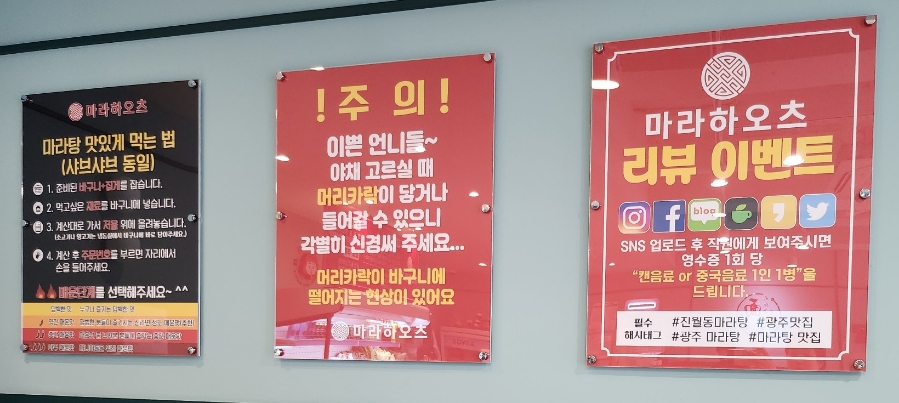 마라하오츠
마라탕 맛있게 먹는 법
(샤브샤브 동일)
1. 준비된 바구니+집게를 잡습니다.
2. 먹고싶은 재료를 바구니에 넣습니다.
3. 계산대로 가서 저울 위에 올려놓습니다.
4. 계산 후 주문번호를 부르면 자리에서
손을 들어주세요.
매운단계를 선택해주세요~ ^^
!주 의!
이쁜 언니들~
야채 고르실 때
머리카락이 닿거나
들어갈 수 있으니
각별히 신경써 주세요...
머리카락이 바구니에
떨어지는 현상이 있어요
마라하오츠
마라하오츠
리뷰 이벤트
blog
SNS 업로드 후 직원에게 보여주시면
영수증 1회 당
"캔음료 or 중국음료 1인 1병"을
드립니다.
필수
해시태그
#진월동마라탕 #광주맛집
#광주 마라탕 #마라탕 맛집